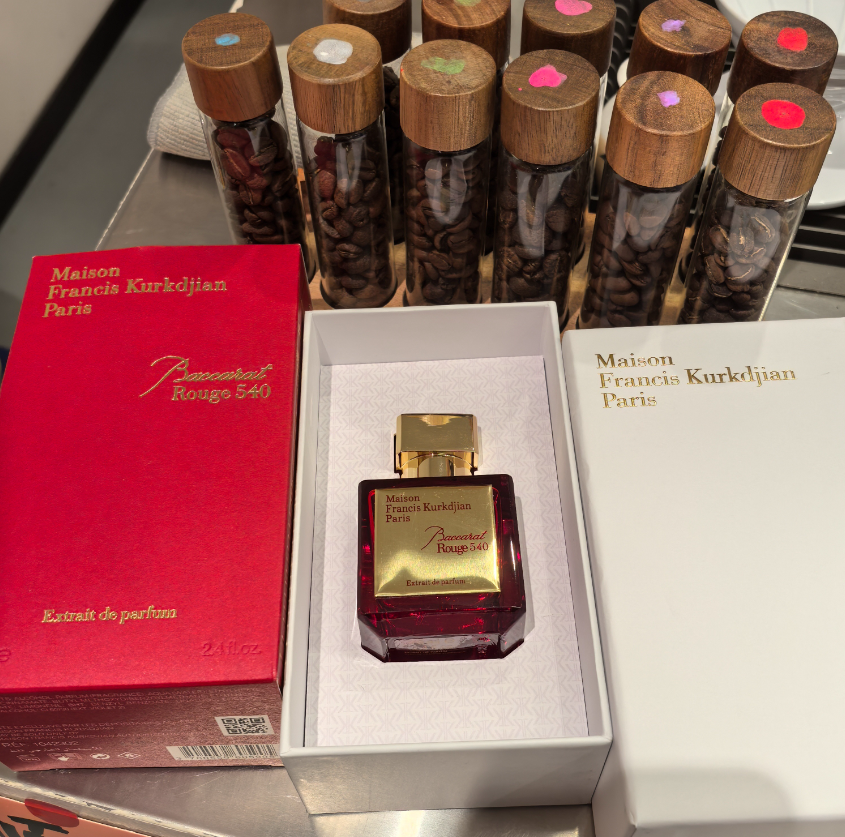 Maison
Francis Kurkdjian
Paris
Baccarat
Rouge 540
Extrait de parfum
2.4 fl.oz.
Maison
Francis Kurkdjian
Paris
Baccarat
Rouge 540
Extrait de parfum
Maison
Francis Kurkdjian
Paris